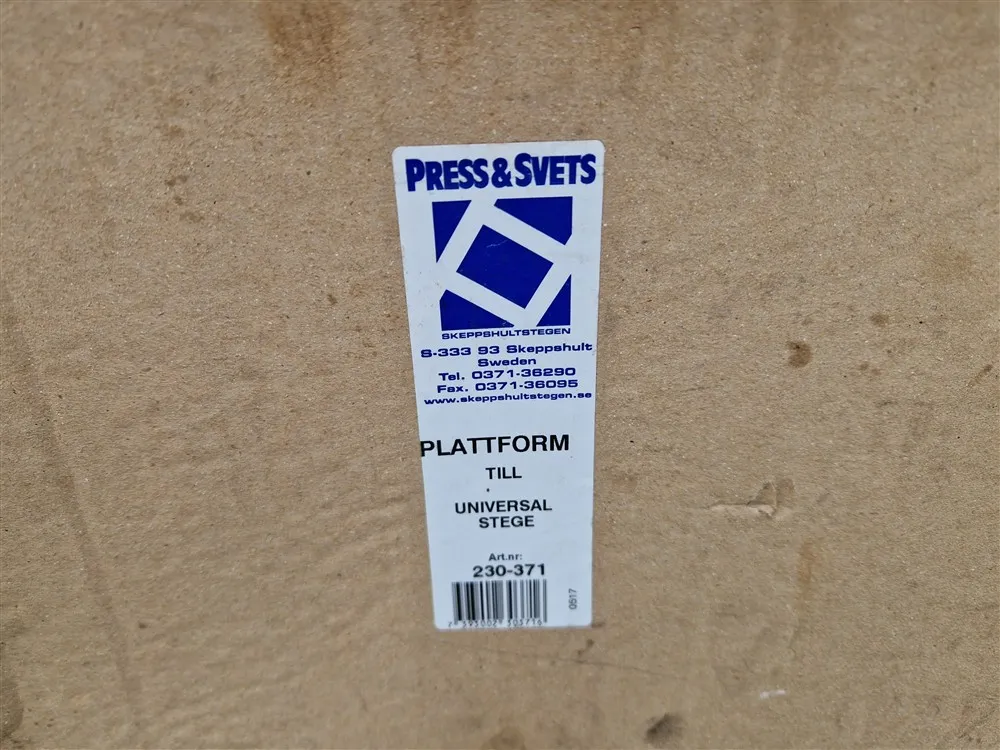 PRESS & SVETS
SKEPPSHULTSTEGEN
S-333 93 Skeppshult
Sweden
Tel. 0371-36290
Fax. 0371-36095
www.skeppshultstegen.se
PLATTFORM
TILL
UNIVERSAL
STEGE
Art.nr:
230-371
0517